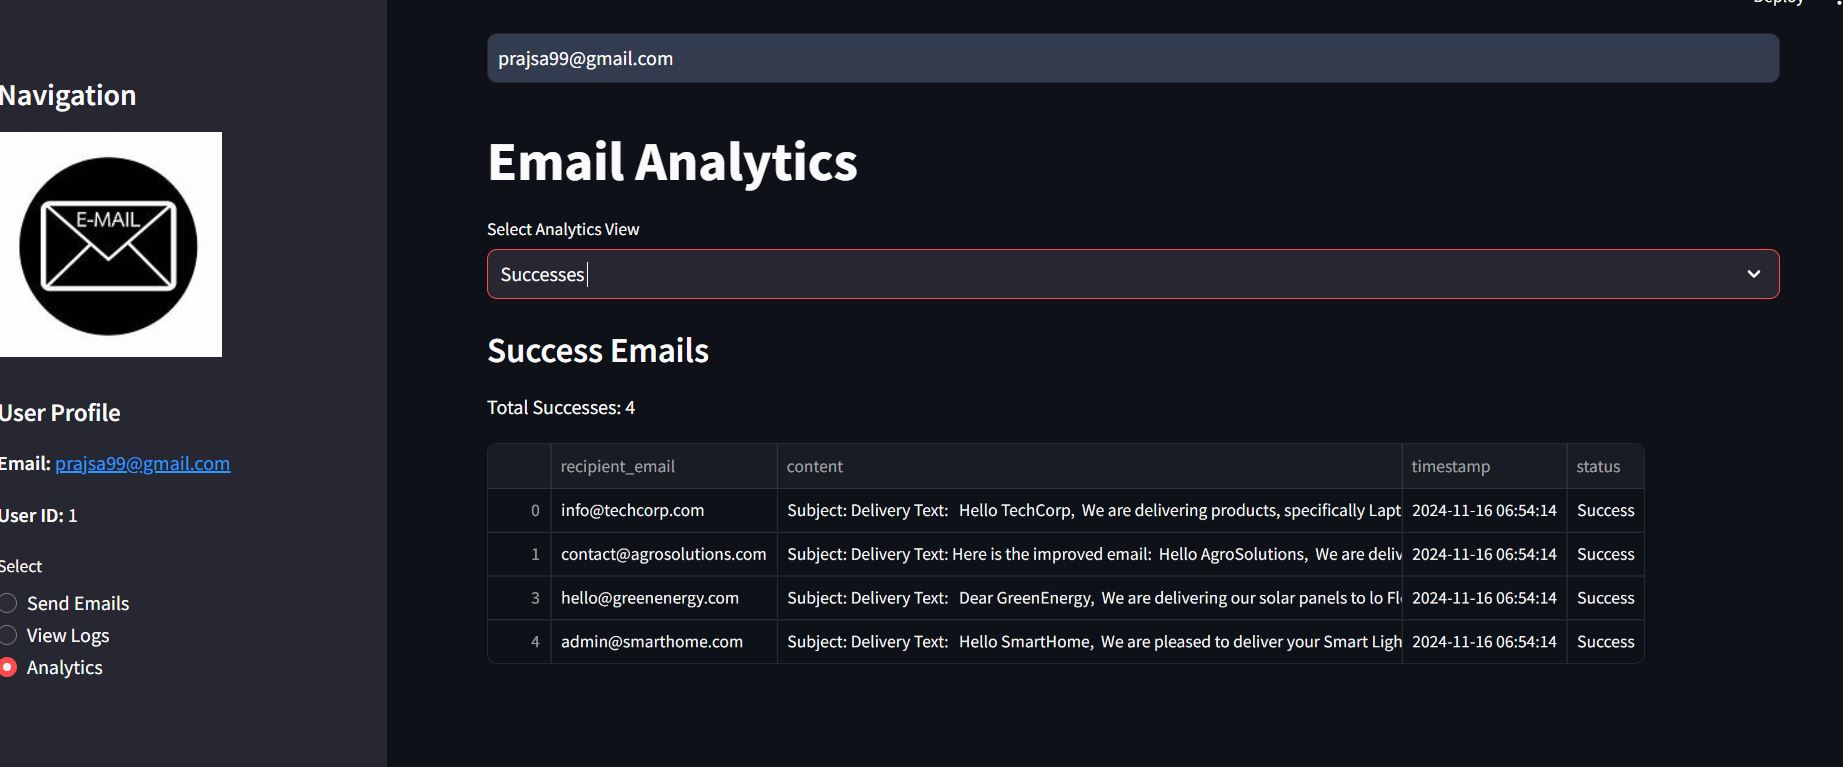 Deploy
prajsa99@gmail.com
Navigation
E-MAIL
User Profile
Email: prajsa99@gmail.com
User ID: 1
Select
Send Emails
View Logs
Analytics
Email Analytics
Select Analytics View
Successes
Success Emails
Total Successes: 4
recipient_email content timestamp status
0 info@techcorp.com Subject: Delivery Text: Hello TechCorp, We are delivering products, specifically Lapt 2024-11-16 06:54:14 Success
1 contact@agrosolutions.com Subject: Delivery Text: Here is the improved email: Hello AgroSolutions, We are deliv 2024-11-16 06:54:14 Success
3 hello@greenenergy.com Subject: Delivery Text: Dear GreenEnergy, We are delivering our solar panels to lo Fl 2024-11-16 06:54:14 Success
4 admin@smarthome.com Subject: Delivery Text: Hello SmartHome, We are pleased to deliver your Smart Ligh 2024-11-16 06:54:14 Success